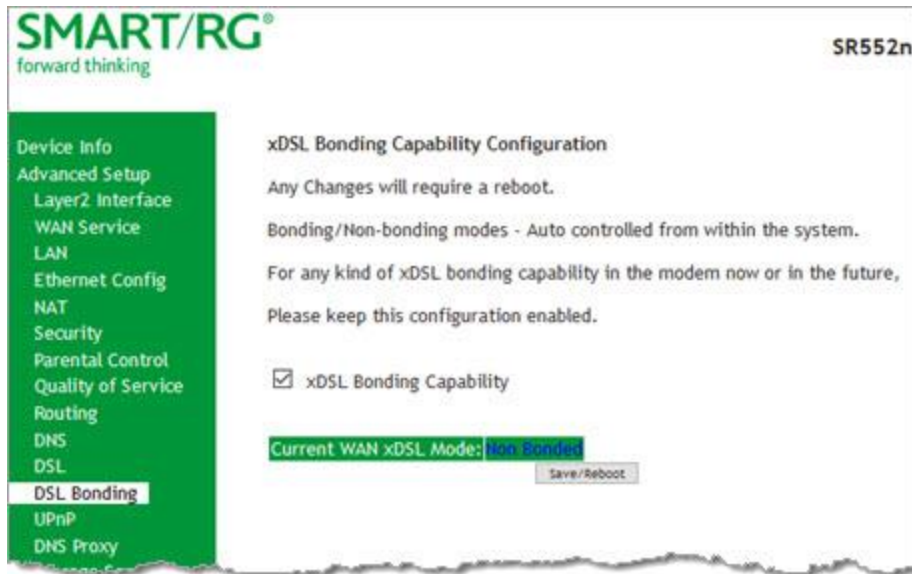 SMART/RG®
forward thinking
SR552n
Device Info
Advanced Setup
Layer2 Interface
WAN Service
LAN
Ethernet Config
NAT
Security
Parental Control
Quality of Service
Routing
DNS
DSL
DSL Bonding
UPnP
DNS Proxy
xDSL Bonding Capability Configuration
Any Changes will require a reboot.
Bonding/Non-bonding modes - Auto controlled from within the system.
For any kind of xDSL bonding capability in the modem now or in the future,
Please keep this configuration enabled.
xDSL Bonding Capability
Current WAN xDSL Mode: Non Bonded
Save/Reboot